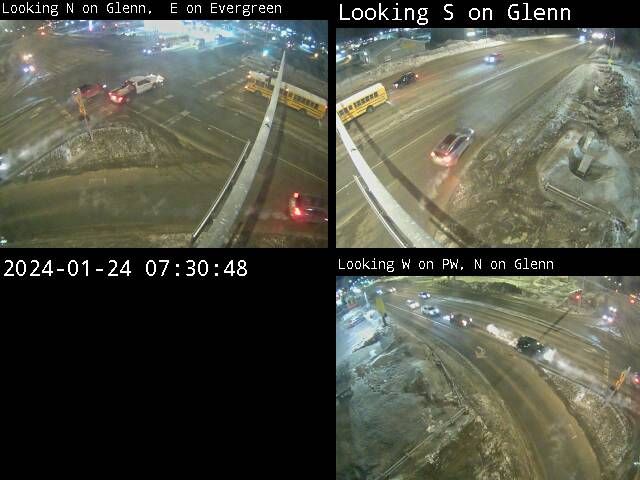 Looking N on Glenn, E on Evergreen
Looking S on Glenn
2024-01-24 07:30:48
Looking W on PW, N on Glenn